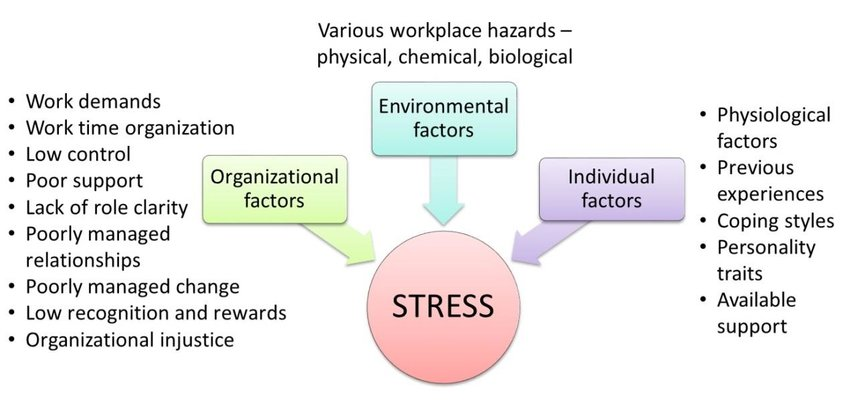 Various workplace hazards –
physical, chemical, biological
Environmental
factors
• Work demands
• Work time organization
• Low control
• Poor support
• Lack of role clarity
• Poorly managed
relationships
• Poorly managed change
• Low recognition and rewards
• Organizational injustice
Organizational
factors
Individual
factors
• Physiological
factors
• Previous
experiences
• Coping styles
• Personality
traits
• Available
support
STRESS